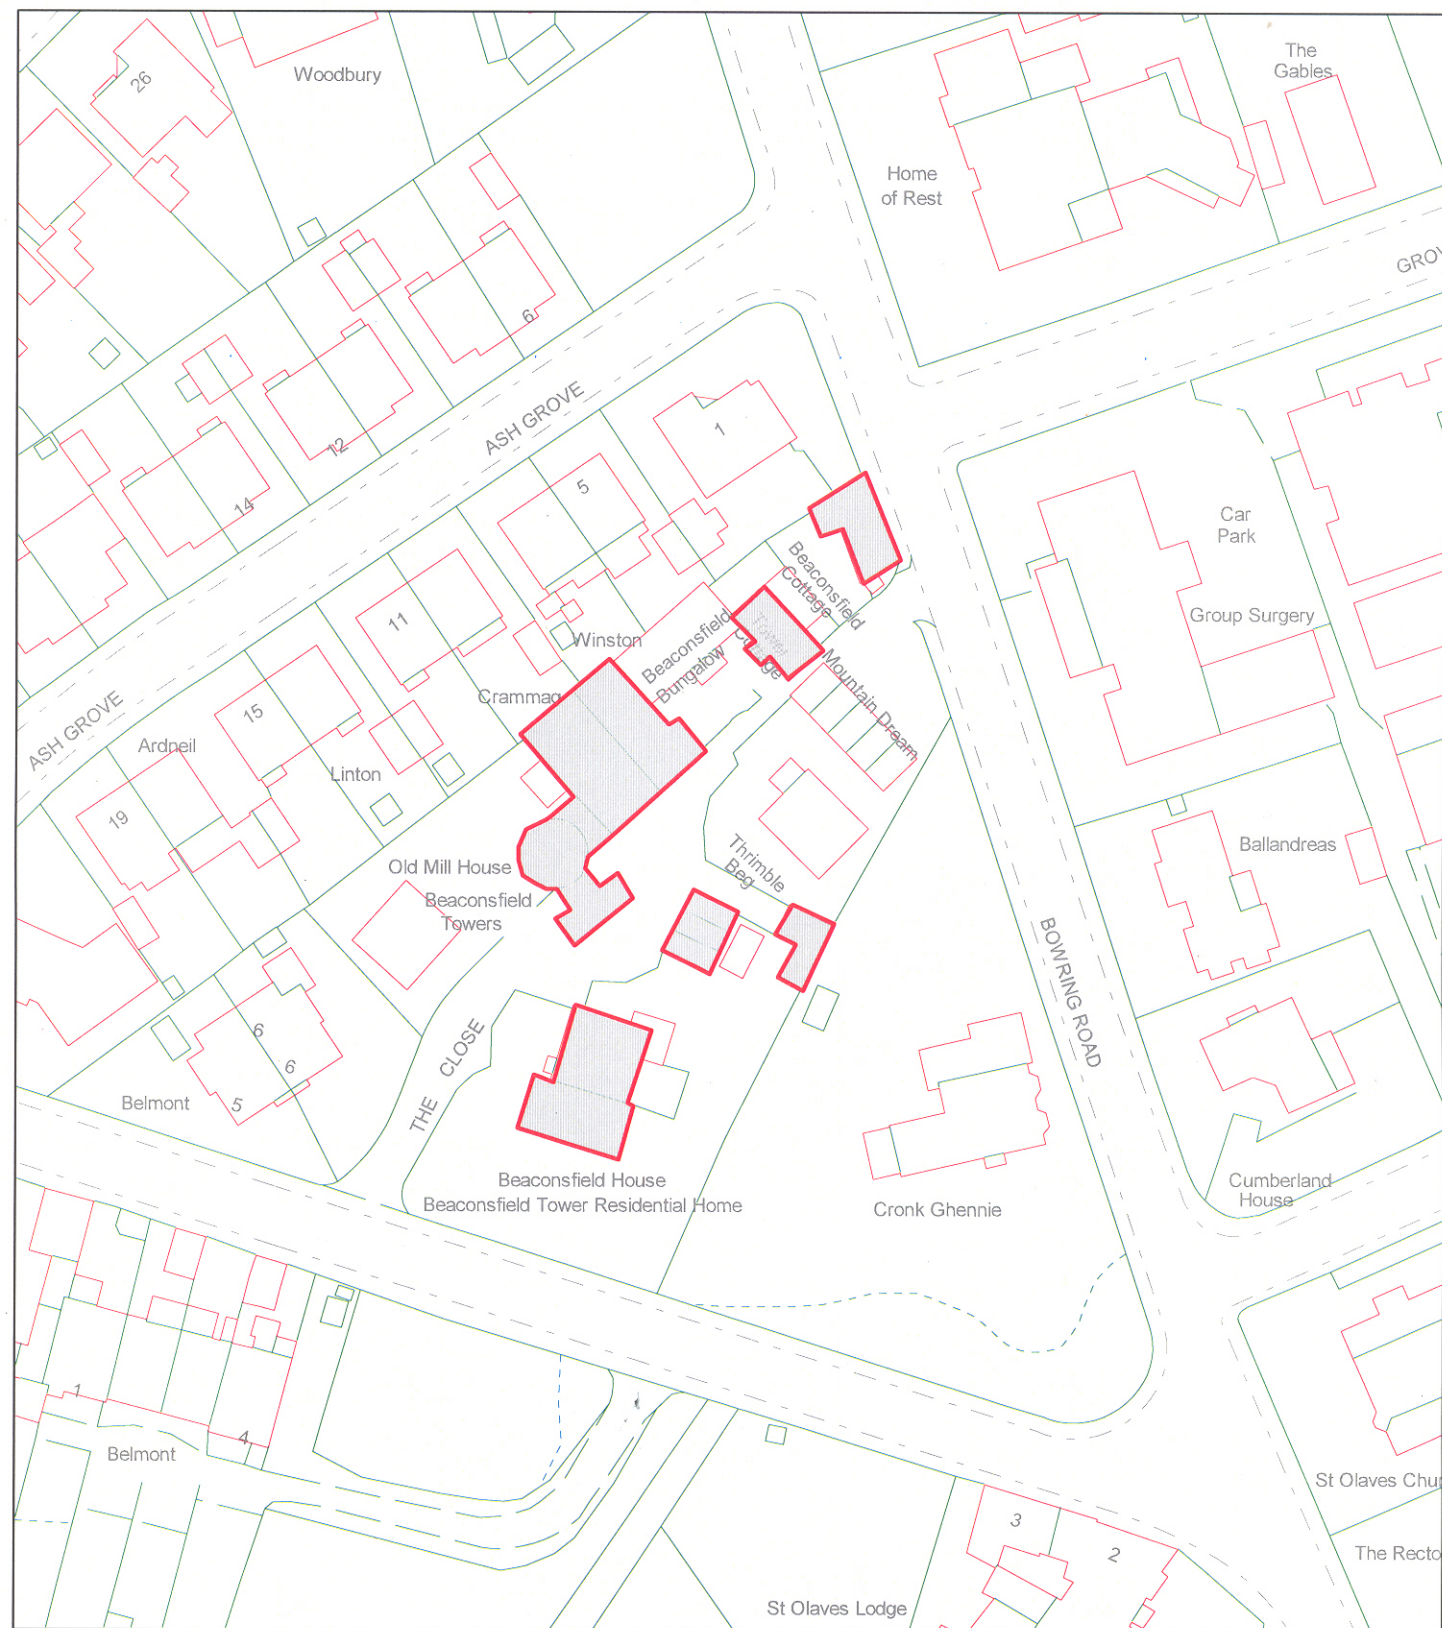 26
Woodbury
The
Gables
Home
of Rest
6
12
14
ASH GROVE
1
5
11
15
19
ASH GROVE
Ardneil
Linton
Crammag
Winston
Beaconsfield
Cottage
Tower
Cottage
Beaconsfield
Bungalow
Mountain Dream
Car
Park
Group Surgery
Ballandreas
Old Mill House
Beaconsfield
Towers
Thrimble
Beg
BOWRING ROAD
6
6
5
Belmont
THE CLOSE
Beaconsfield House
Beaconsfield Tower Residential Home
Cronk Ghennie
Cumberland
House
1
4
Belmont
St Olaves Chu
3
2
The Recto
St Olaves Lodge